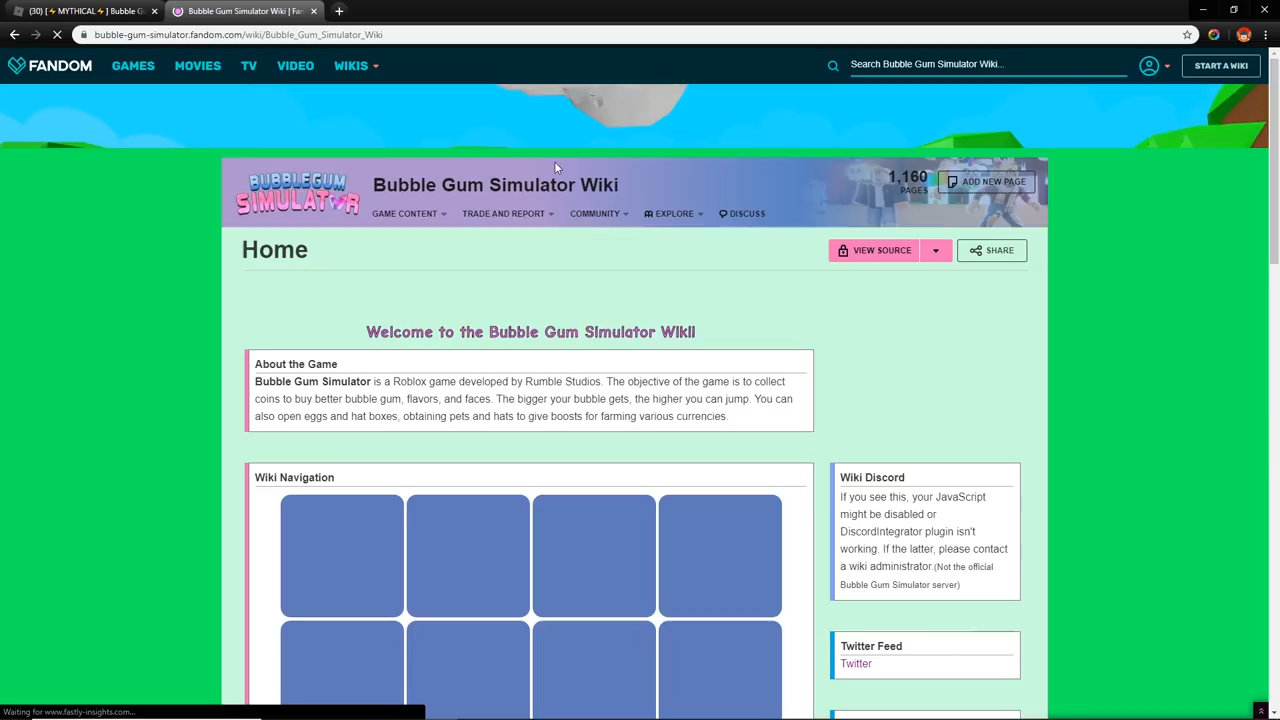 (30) [⚡MYTHICAL⚡] Bubble G
Bubble Gum Simulator Wiki | Fan
bubble-gum-simulator.fandom.com/wiki/Bubble_Gum_Simulator_Wiki
FANDOM GAMES MOVIES TV VIDEO WIKIS
Search Bubble Gum Simulator Wiki...
START A WIKI
BUBBLEGUM
SIMULATOR
Bubble Gum Simulator Wiki
1,160
PAGES
ADD NEW PAGE
GAME CONTENT TRADE AND REPORT COMMUNITY EXPLORE DISCUSS
Home
VIEW SOURCE
SHARE
Welcome to the Bubble Gum Simulator Wiki!
About the Game
Bubble Gum Simulator is a Roblox game developed by Rumble Studios. The objective of the game is to collect
coins to buy better bubble gum, flavors, and faces. The bigger your bubble gets, the higher you can jump. You can
also open eggs and hat boxes, obtaining pets and hats to give boosts for farming various currencies.
Wiki Navigation
Wiki Discord
If you see this, your JavaScript
might be disabled or
DiscordIntegrator plugin isn't
working. If the latter, please contact
a wiki administrator.(Not the official
Bubble Gum Simulator server)
Twitter Feed
Twitter
Waiting for www.fastly-insights.com...